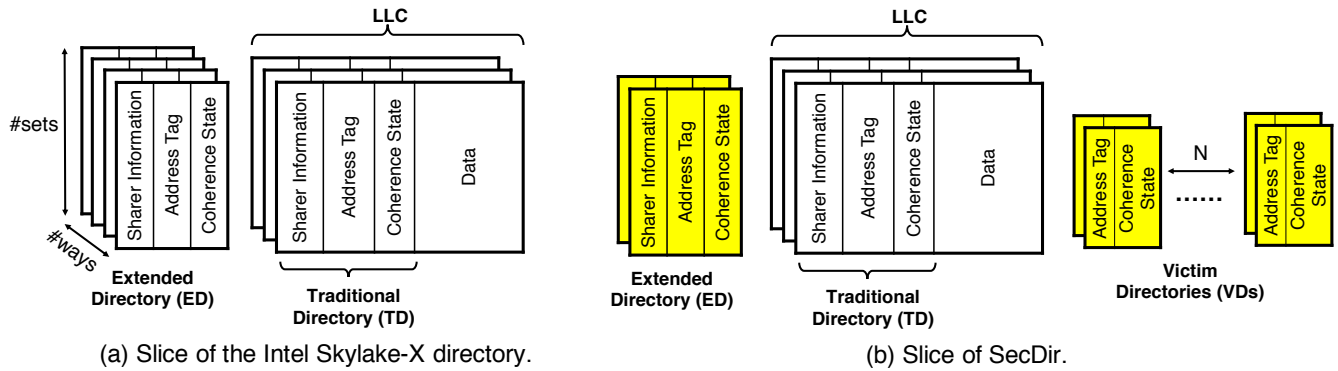 LLC
#sets
#ways
Sharer Information
Address Tag
Coherence State
Extended
Directory (ED)
Sharer Information
Address Tag
Coherence State
Data
Traditional
Directory (TD)
(a) Slice of the Intel Skylake-X directory.
LLC
Sharer Information
Address Tag
Coherence State
Extended
Directory (ED)
Sharer Information
Address Tag
Coherence State
Data
Traditional
Directory (TD)
Address Tag
Coherence
State
N
......
Address Tag
Coherence
State
Victim
Directories (VDs)
(b) Slice of SecDir.